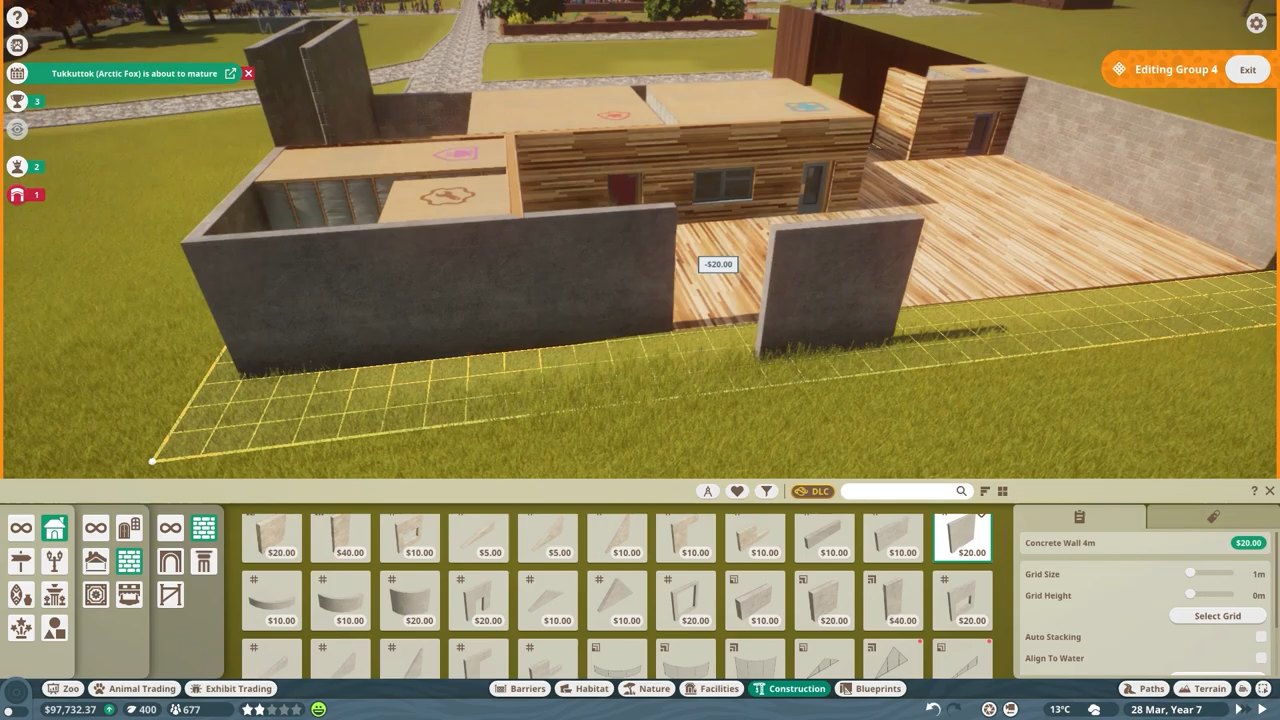 ?
Tukkuttok (Arctic Fox) is about to mature
Editing Group 4
Exit
3
2
1
-$20.00
DLC
?
$20.00
$40.00
$10.00
$5.00
$5.00
$10.00
$10.00
$10.00
$10.00
$10.00
$20.00
$10.00
$10.00
$20.00
$20.00
$10.00
$10.00
$20.00
$10.00
$20.00
$40.00
$20.00
Concrete Wall 4m
$20.00
Grid Size
1m
Grid Height
0m
Select Grid
Auto Stacking
Align To Water
Zoo
Animal Trading
Exhibit Trading
Barriers
Habitat
Nature
Facilities
Construction
Blueprints
Paths
Terrain
$97,732.37
400
677
13°C
28 Mar, Year 7